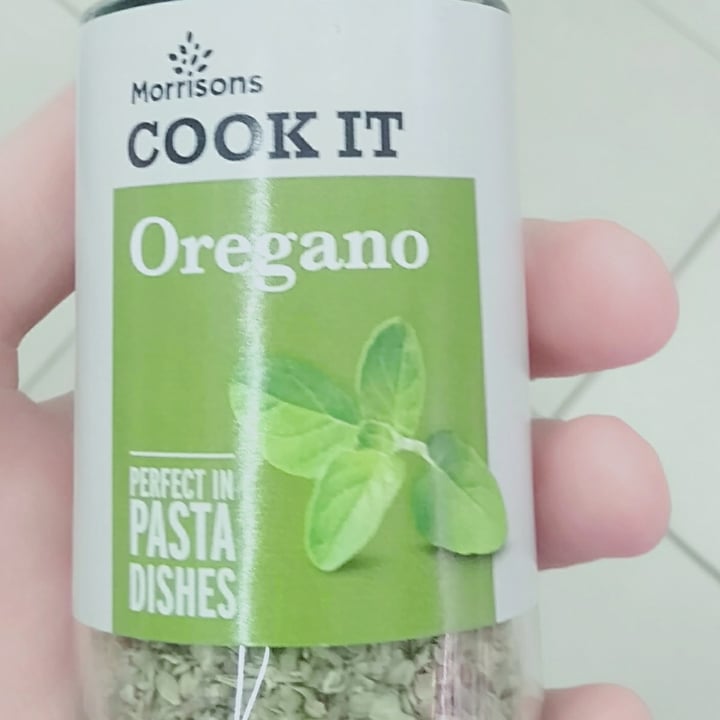 Morrisons
COOK IT
Oregano
PERFECT IN
PASTA
DISHES